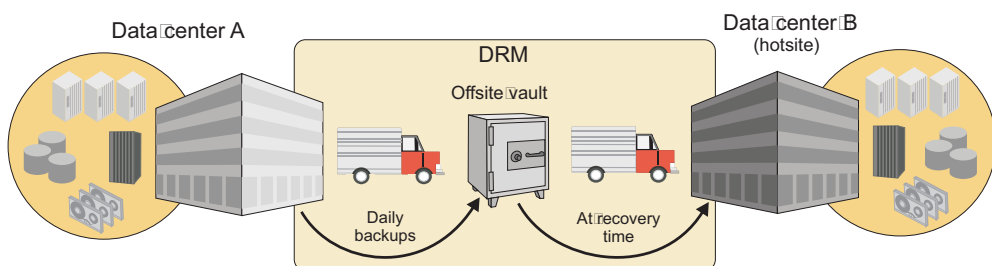 Data center A
DRM
Offsite vault
Daily
backups
At recovery
time
Data center B
(hotsite)